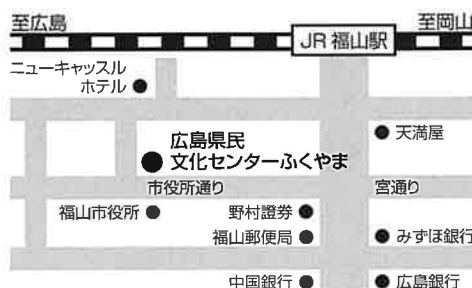 至広島
至岡山
JR 福山駅
ニューキャッスル
ホテル
天満屋
広島県民
文化センターふくやま
市役所通り
宮通り
福山市役所
野村證券
福山郵便局
みずほ銀行
中国銀行
広島銀行